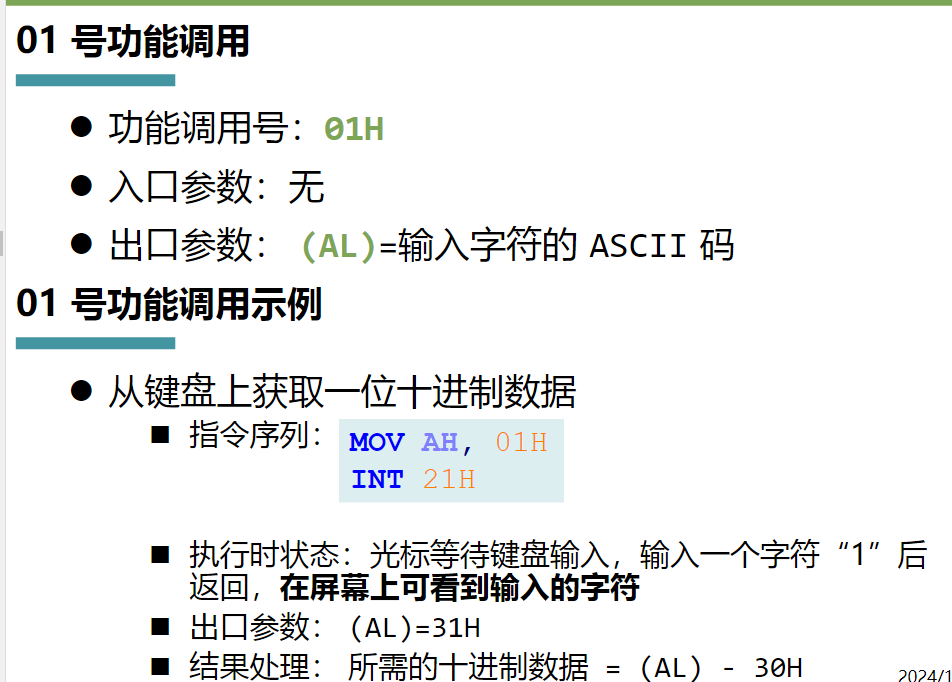 01 号功能调用
● 功能调用号：01H
● 入口参数：无
● 出口参数：(AL)=输入字符的 ASCII 码
01 号功能调用示例
● 从键盘上获取一位十进制数据
■ 指令序列：
MOV AH, 01H
INT 21H
■ 执行时状态：光标等待键盘输入，输入一个字符“1”后
返回，在屏幕上可看到输入的字符
■ 出口参数：(AL)=31H
■ 结果处理： 所需的十进制数据 = (AL) - 30H
2024/1